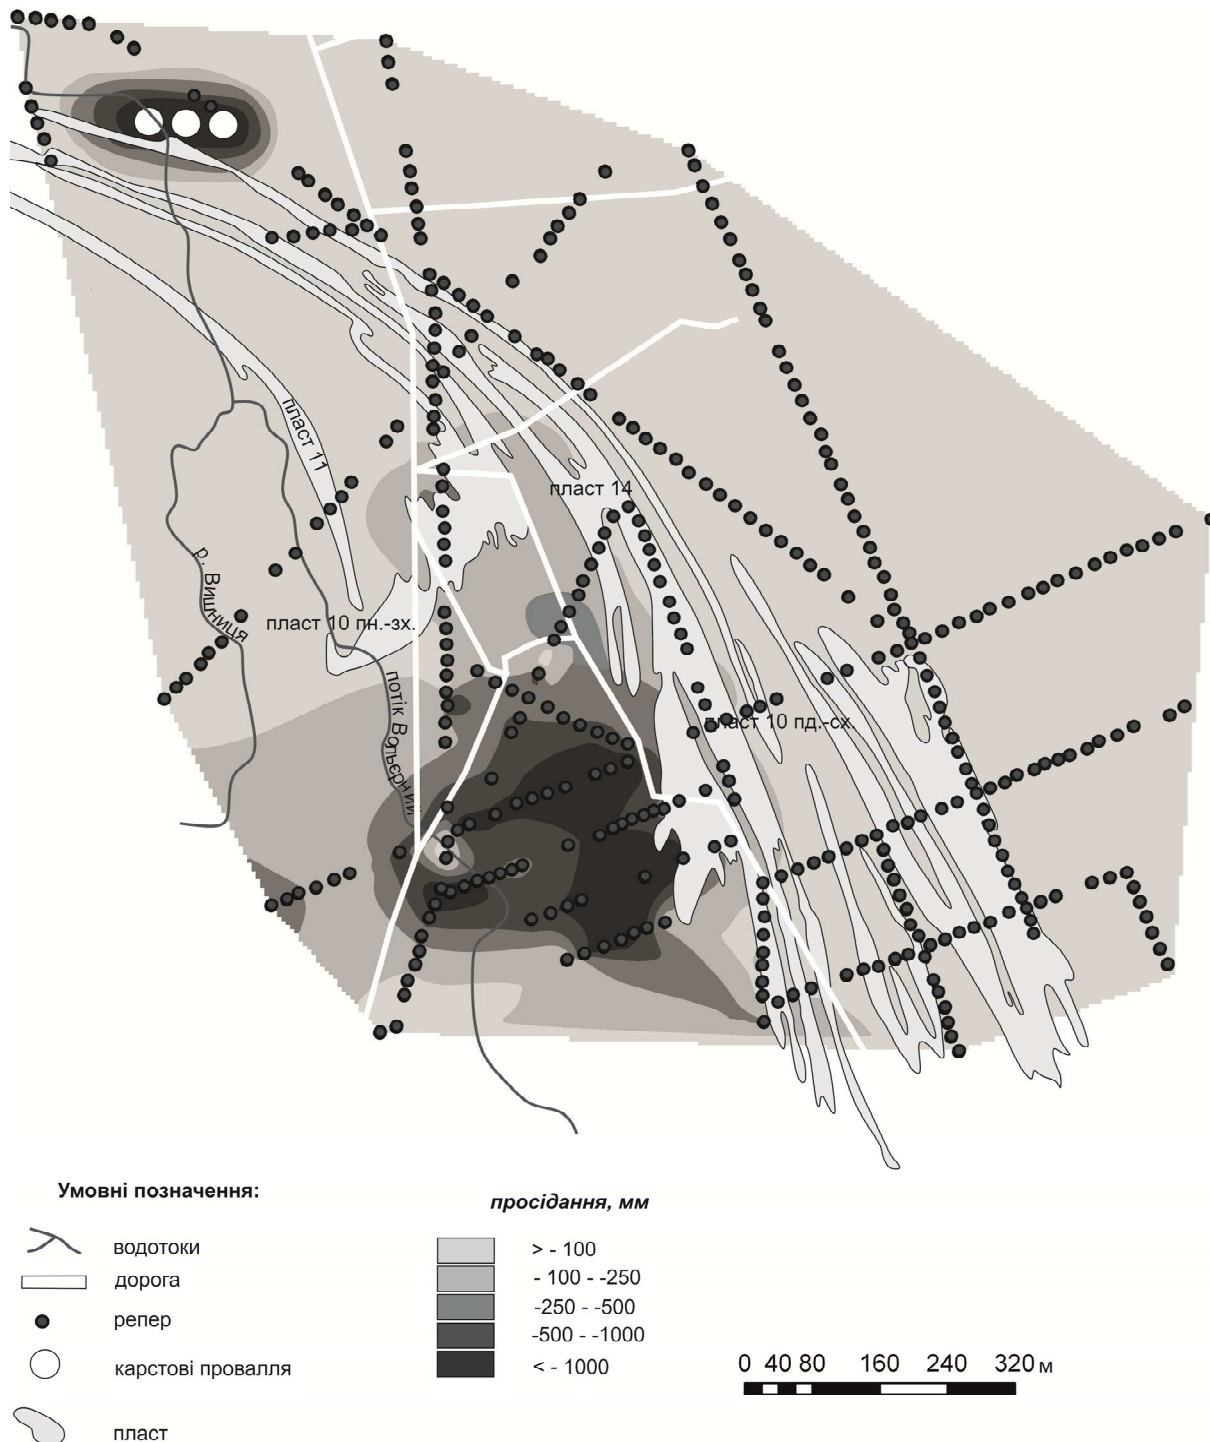 пласт 11
пласт 14
р. Вишниця
пласт 10 пн.-зх.
потік Вольєрний
пласт 10 пд.-сх.
Умовні позначення:
водотоки
дорога
репер
карстові провалля
пласт
просідання, мм
> - 100
- 100 - -250
-250 - -500
-500 - -1000
< - 1000
0 40 80 160 240 320 м